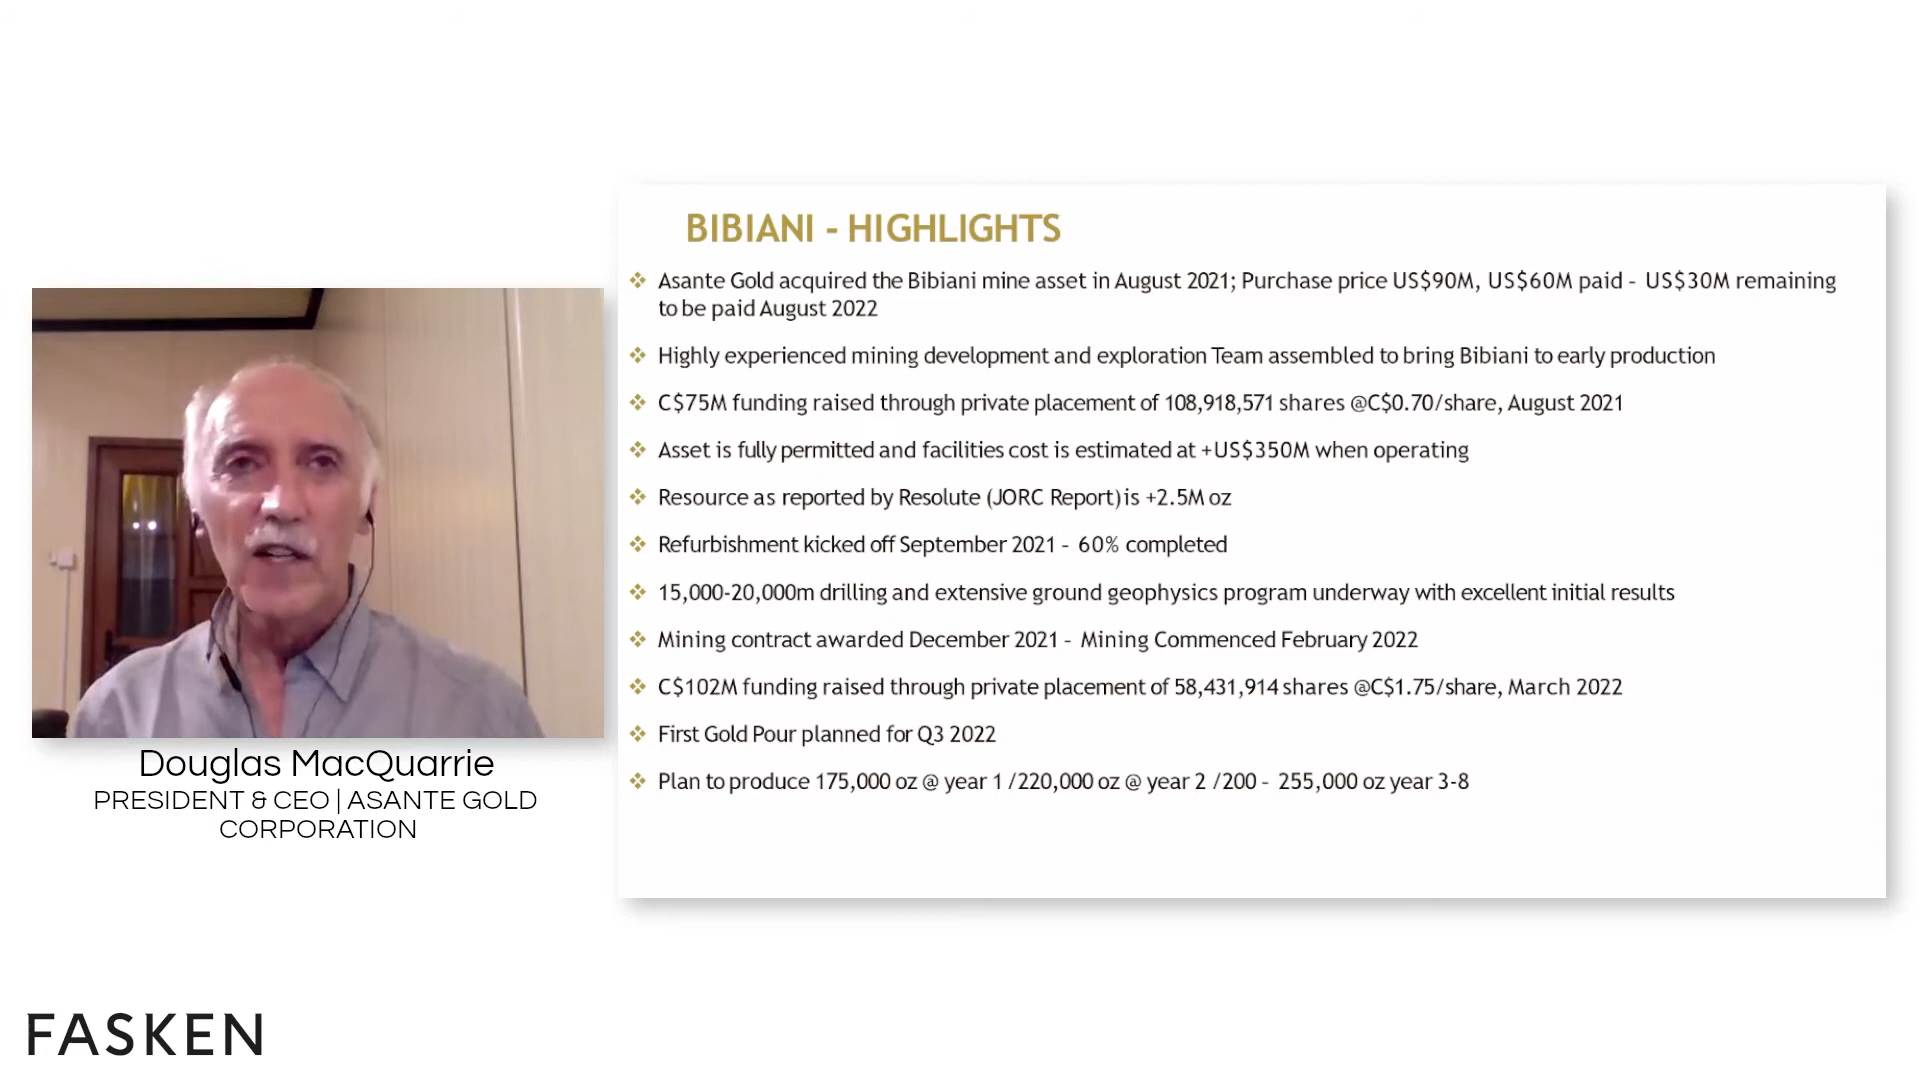 BIBIANI - HIGHLIGHTS
Asante Gold acquired the Bibiani mine asset in August 2021; Purchase price US$90M, US$60M paid - US$30M remaining
to be paid August 2022
Highly experienced mining development and exploration Team assembled to bring Bibiani to early production
C$75M funding raised through private placement of 108,918,571 shares @C$0.70/share, August 2021
Asset is fully permitted and facilities cost is estimated at +US$350M when operating
Resource as reported by Resolute (JORC Report) is +2.5M oz
Refurbishment kicked off September 2021 - 60% completed
15,000-20,000m drilling and extensive ground geophysics program underway with excellent initial results
Mining contract awarded December 2021 - Mining Commenced February 2022
C$102M funding raised through private placement of 58,431,914 shares @C$1.75/share, March 2022
First Gold Pour planned for Q3 2022
Plan to produce 175,000 oz @ year 1 /220,000 oz @ year 2 /200 - 255,000 oz year 3-8
Douglas MacQuarrie
PRESIDENT & CEO | ASANTE GOLD
CORPORATION
FASKEN